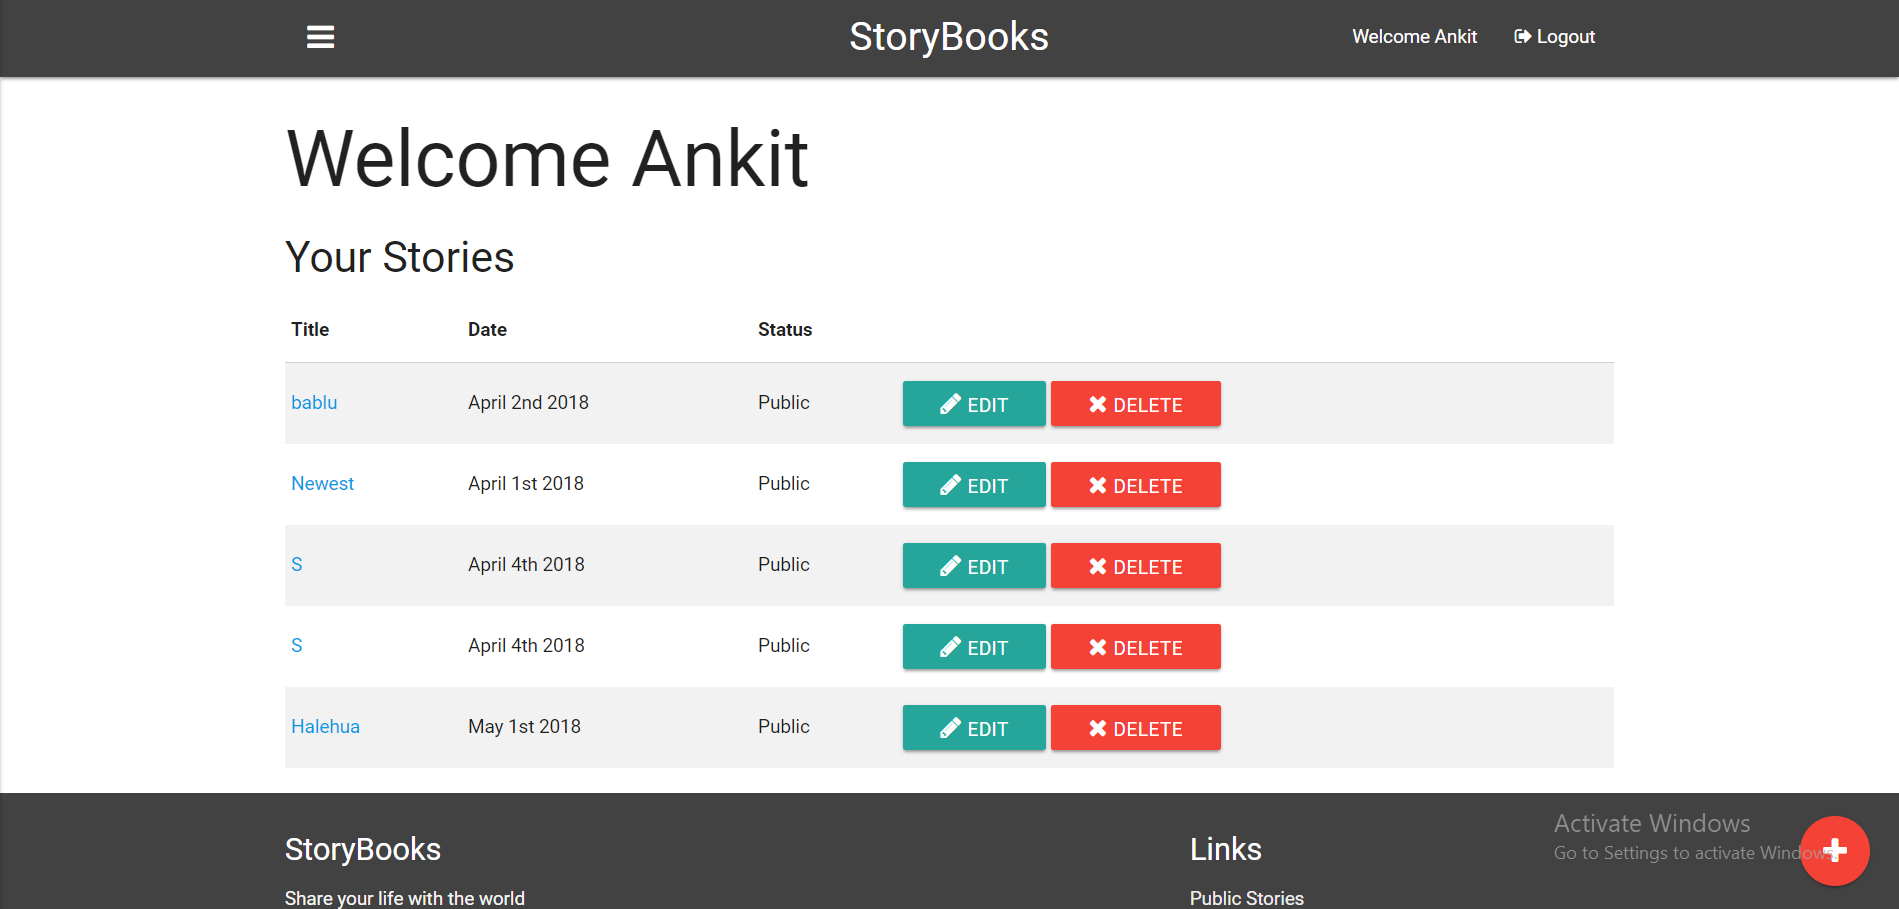 StoryBooks Welcome Ankit Logout
Welcome Ankit
Your Stories
Title Date Status
bablu April 2nd 2018 Public EDIT DELETE
Newest April 1st 2018 Public EDIT DELETE
S April 4th 2018 Public EDIT DELETE
S April 4th 2018 Public EDIT DELETE
Halehua May 1st 2018 Public EDIT DELETE
StoryBooks
Share your life with the world
Links
Public Stories
Activate Windows
Go to Settings to activate Windows.